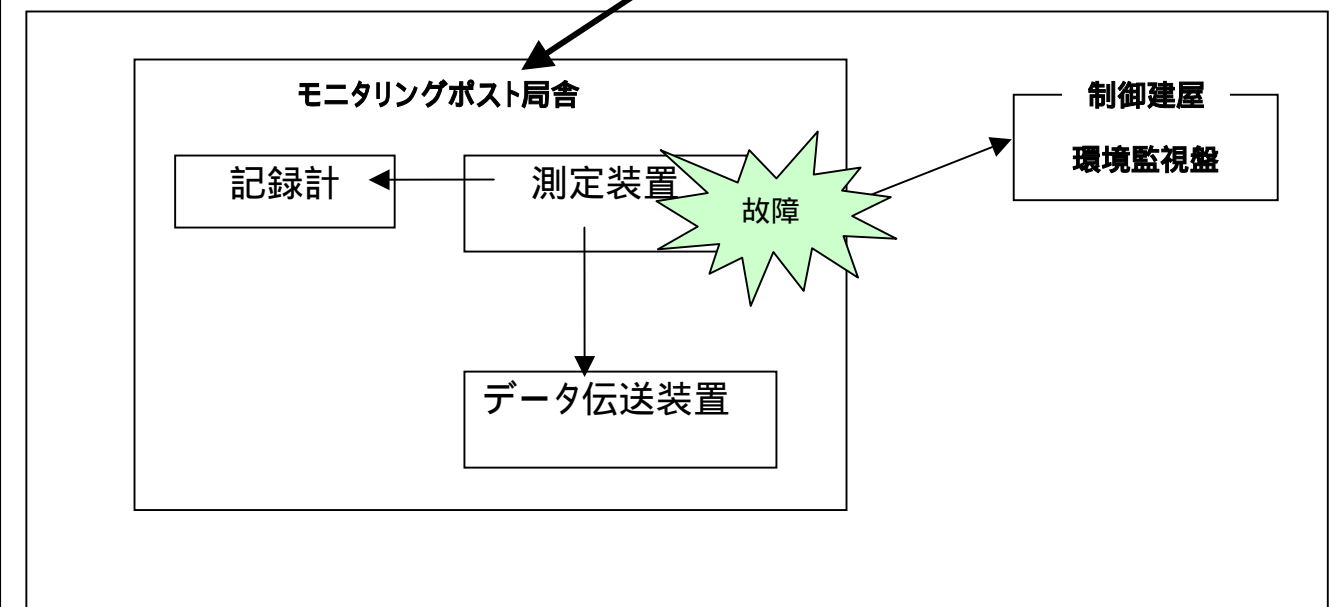 モニタリングポスト局舎
制御建屋
環境監視盤
記録計
測定装置
故障
データ伝送装置